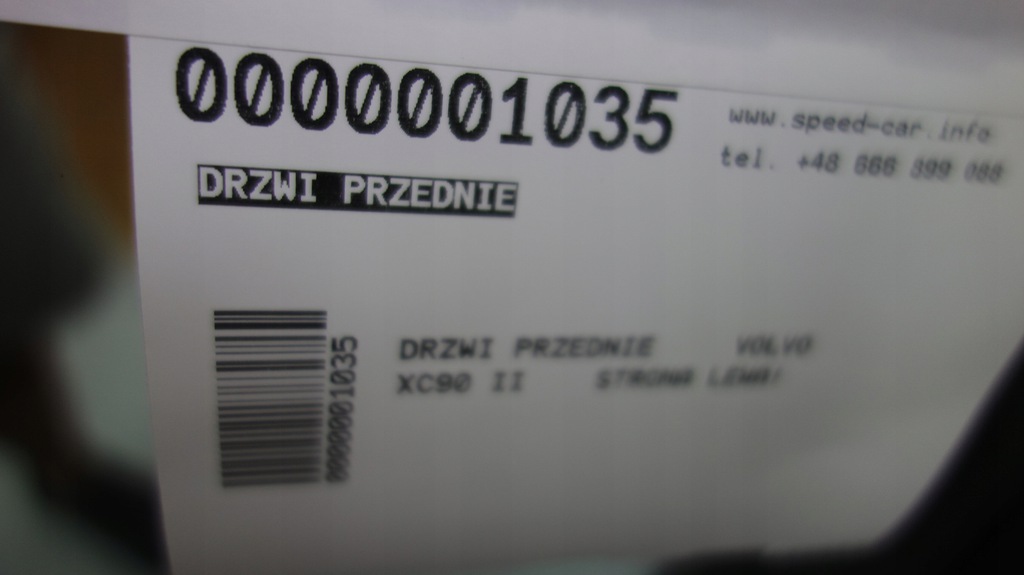 0000001035
www.speed-car.info
tel. +48 666 399 088
DRZWI PRZEDNIE
0000001035
DRZWI PRZEDNIE VOLVO
XC90 II STRONA LEWA!